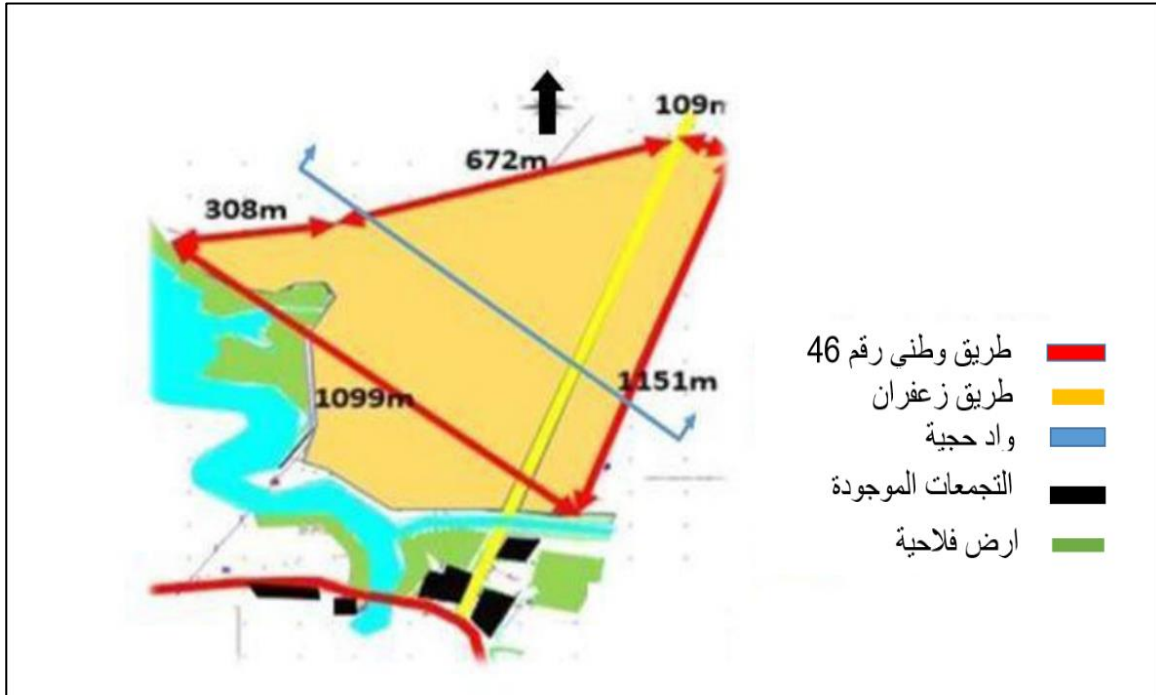 109m
672m
308m
1151m
1099m
طريق وطني رقم 46
طريق زعفران
واد حجية
التجمعات الموجودة
ارض فلاحية